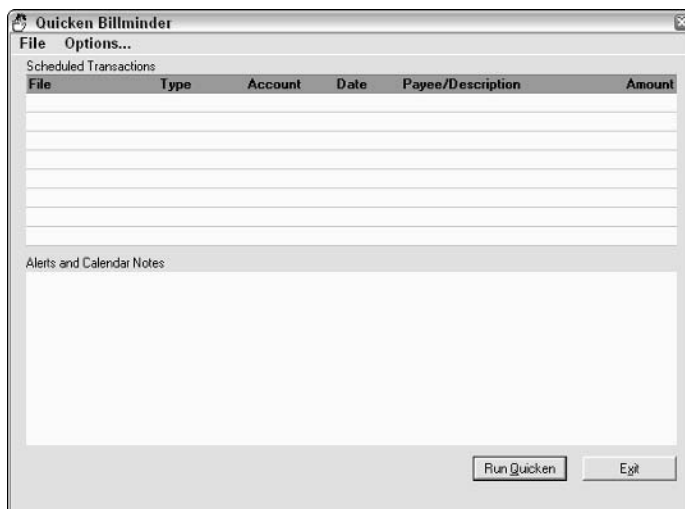 Quicken Billminder
File Options...
Scheduled Transactions
File Type Account Date Payee/Description Amount
Alerts and Calendar Notes
Run Quicken Exit